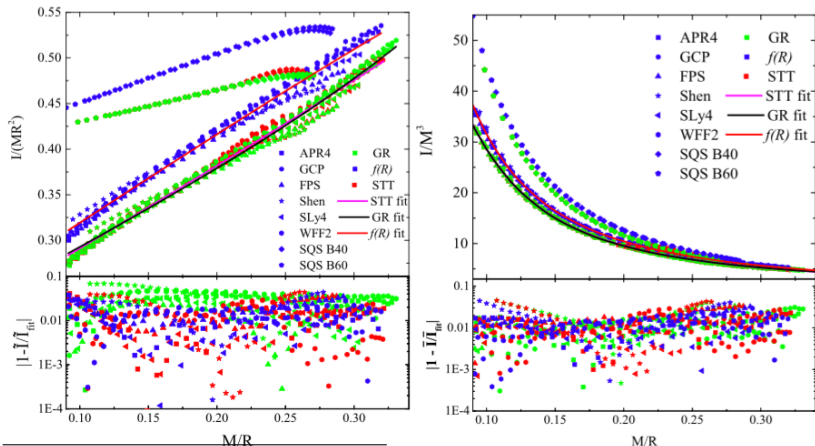 0.55
0.50
0.45
0.40
0.35
0.30
I/(MR²)
APR4
GCP
FPS
Shen
SLy4
WFF2
SQS B40
SQS B60
GR
f(R)
STT
STT fit
GR fit
f(R) fit
0.1
0.01
1E-3
1E-4
|1-Ī/Ī_fit|
0.10 0.15 0.20 0.25 0.30
M/R
50
40
30
20
10
I/M³
APR4
GCP
FPS
Shen
SLy4
WFF2
SQS B40
SQS B60
GR
f(R)
STT
STT fit
GR fit
f(R) fit
0.1
0.01
1E-3
1E-4
|1 - Ī/Ī_fit|
0.10 0.15 0.20 0.25 0.30
M/R